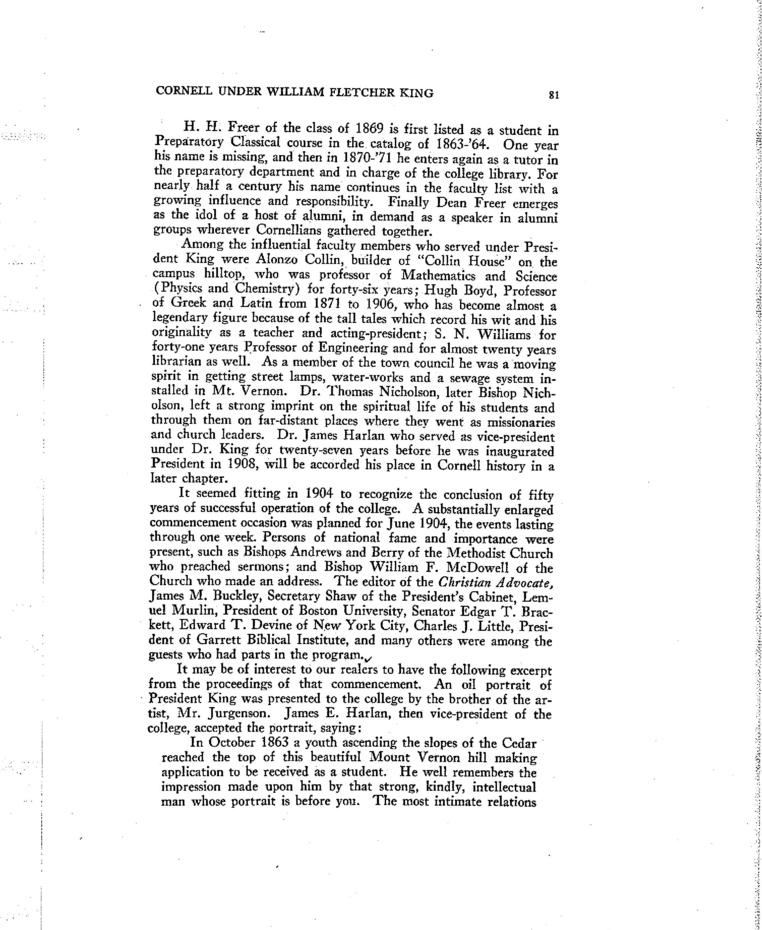 CORNELL UNDER WILLIAM FLETCHER KING 81
H. H. Freer of the class of 1869 is first listed as a student in
Preparatory Classical course in the catalog of 1863-'64. One year
his name is missing, and then in 1870-'71 he enters again as a tutor in
the preparatory department and in charge of the college library. For
nearly half a century his name continues in the faculty list with a
growing influence and responsibility. Finally Dean Freer emerges
as the idol of a host of alumni, in demand as a speaker in alumni
groups wherever Cornellians gathered together.
Among the influential faculty members who served under Presi-
dent King were Alonzo Collin, builder of "Collin House" on the
campus hilltop, who was professor of Mathematics and Science
(Physics and Chemistry) for forty-six years; Hugh Boyd, Professor
of Greek and Latin from 1871 to 1906, who has become almost a
legendary figure because of the tall tales which record his wit and his
originality as a teacher and acting-president; S. N. Williams for
forty-one years Professor of Engineering and for almost twenty years
librarian as well. As a member of the town council he was a moving
spirit in getting street lamps, water-works and a sewage system in-
stalled in Mt. Vernon. Dr. Thomas Nicholson, later Bishop Nich-
olson, left a strong imprint on the spiritual life of his students and
through them on far-distant places where they went as missionaries
and church leaders. Dr. James Harlan who served as vice-president
under Dr. King for twenty-seven years before he was inaugurated
President in 1908, will be accorded his place in Cornell history in a
later chapter.
It seemed fitting in 1904 to recognize the conclusion of fifty
years of successful operation of the college. A substantially enlarged
commencement occasion was planned for June 1904, the events lasting
through one week. Persons of national fame and importance were
present, such as Bishops Andrews and Berry of the Methodist Church
who preached sermons; and Bishop William F. McDowell of the
Church who made an address. The editor of the Christian Advocate,
James M. Buckley, Secretary Shaw of the President's Cabinet, Lem-
uel Murlin, President of Boston University, Senator Edgar T. Brac-
kett, Edward T. Devine of New York City, Charles J. Little, Presi-
dent of Garrett Biblical Institute, and many others were among the
guests who had parts in the program.
It may be of interest to our realers to have the following excerpt
from the proceedings of that commencement. An oil portrait of
President King was presented to the college by the brother of the ar-
tist, Mr. Jurgenson. James E. Harlan, then vice-president of the
college, accepted the portrait, saying:
In October 1863 a youth ascending the slopes of the Cedar
reached the top of this beautiful Mount Vernon hill making
application to be received as a student. He well remembers the
impression made upon him by that strong, kindly, intellectual
man whose portrait is before you. The most intimate relations